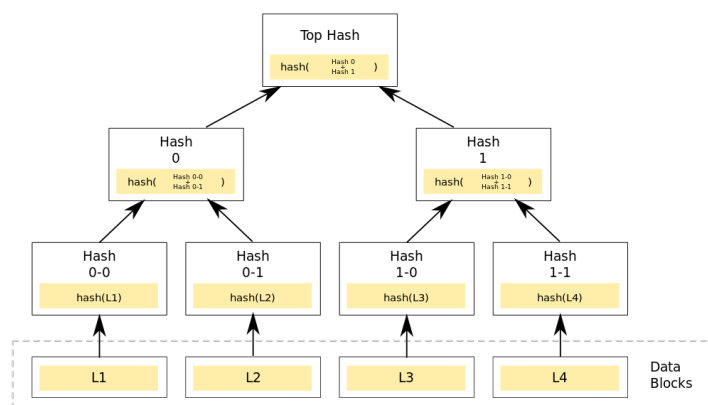 Top Hash
hash( Hash 0 + Hash 1 )
Hash
0
hash( Hash 0-0 + Hash 0-1 )
Hash
1
hash( Hash 1-0 + Hash 1-1 )
Hash
0-0
hash(L1)
Hash
0-1
hash(L2)
Hash
1-0
hash(L3)
Hash
1-1
hash(L4)
L1
L2
L3
L4
Data
Blocks